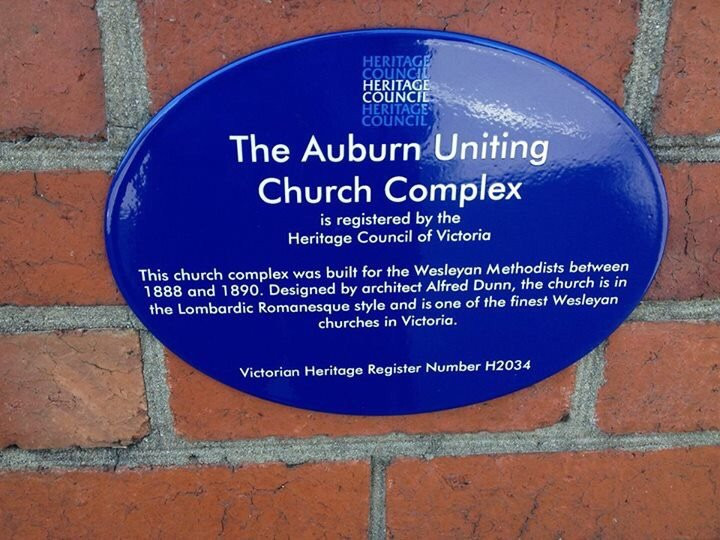 HERITAGE
COUNCIL
HERITAGE
COUNCIL
HERITAGE
COUNCIL
The Auburn Uniting
Church Complex
is registered by the
Heritage Council of Victoria
This church complex was built for the Wesleyan Methodists between
1888 and 1890. Designed by architect Alfred Dunn, the church is in
the Lombardic Romanesque style and is one of the finest Wesleyan
churches in Victoria.
Victorian Heritage Register Number H2034